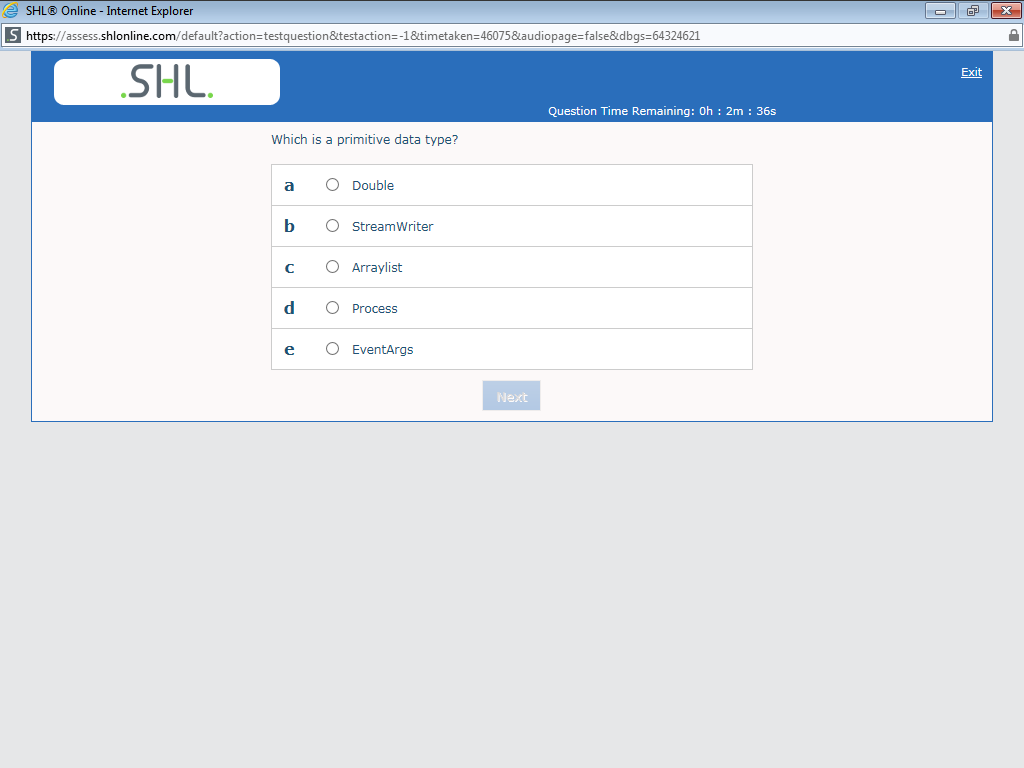 SHL® Online - Internet Explorer
https://assess.shlonline.com/default?action=testquestion&testaction=-1&timetaken=46075&audiopage=false&dbgs=64324621
.SHL.
Exit
Question Time Remaining: 0h : 2m : 36s
Which is a primitive data type?
a Double
b StreamWriter
c Arraylist
d Process
e EventArgs
Next